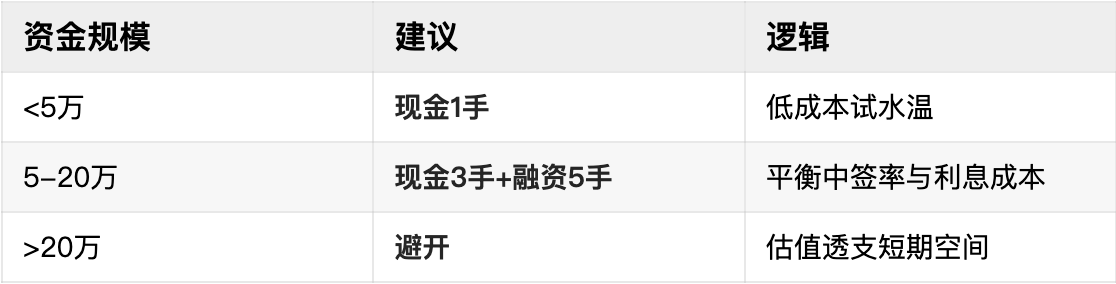 资金规模 建议 逻辑
<5万 现金1手 低成本试水温
5-20万 现金3手+融资5手 平衡中签率与利息成本
>20万 避开 估值透支短期空间